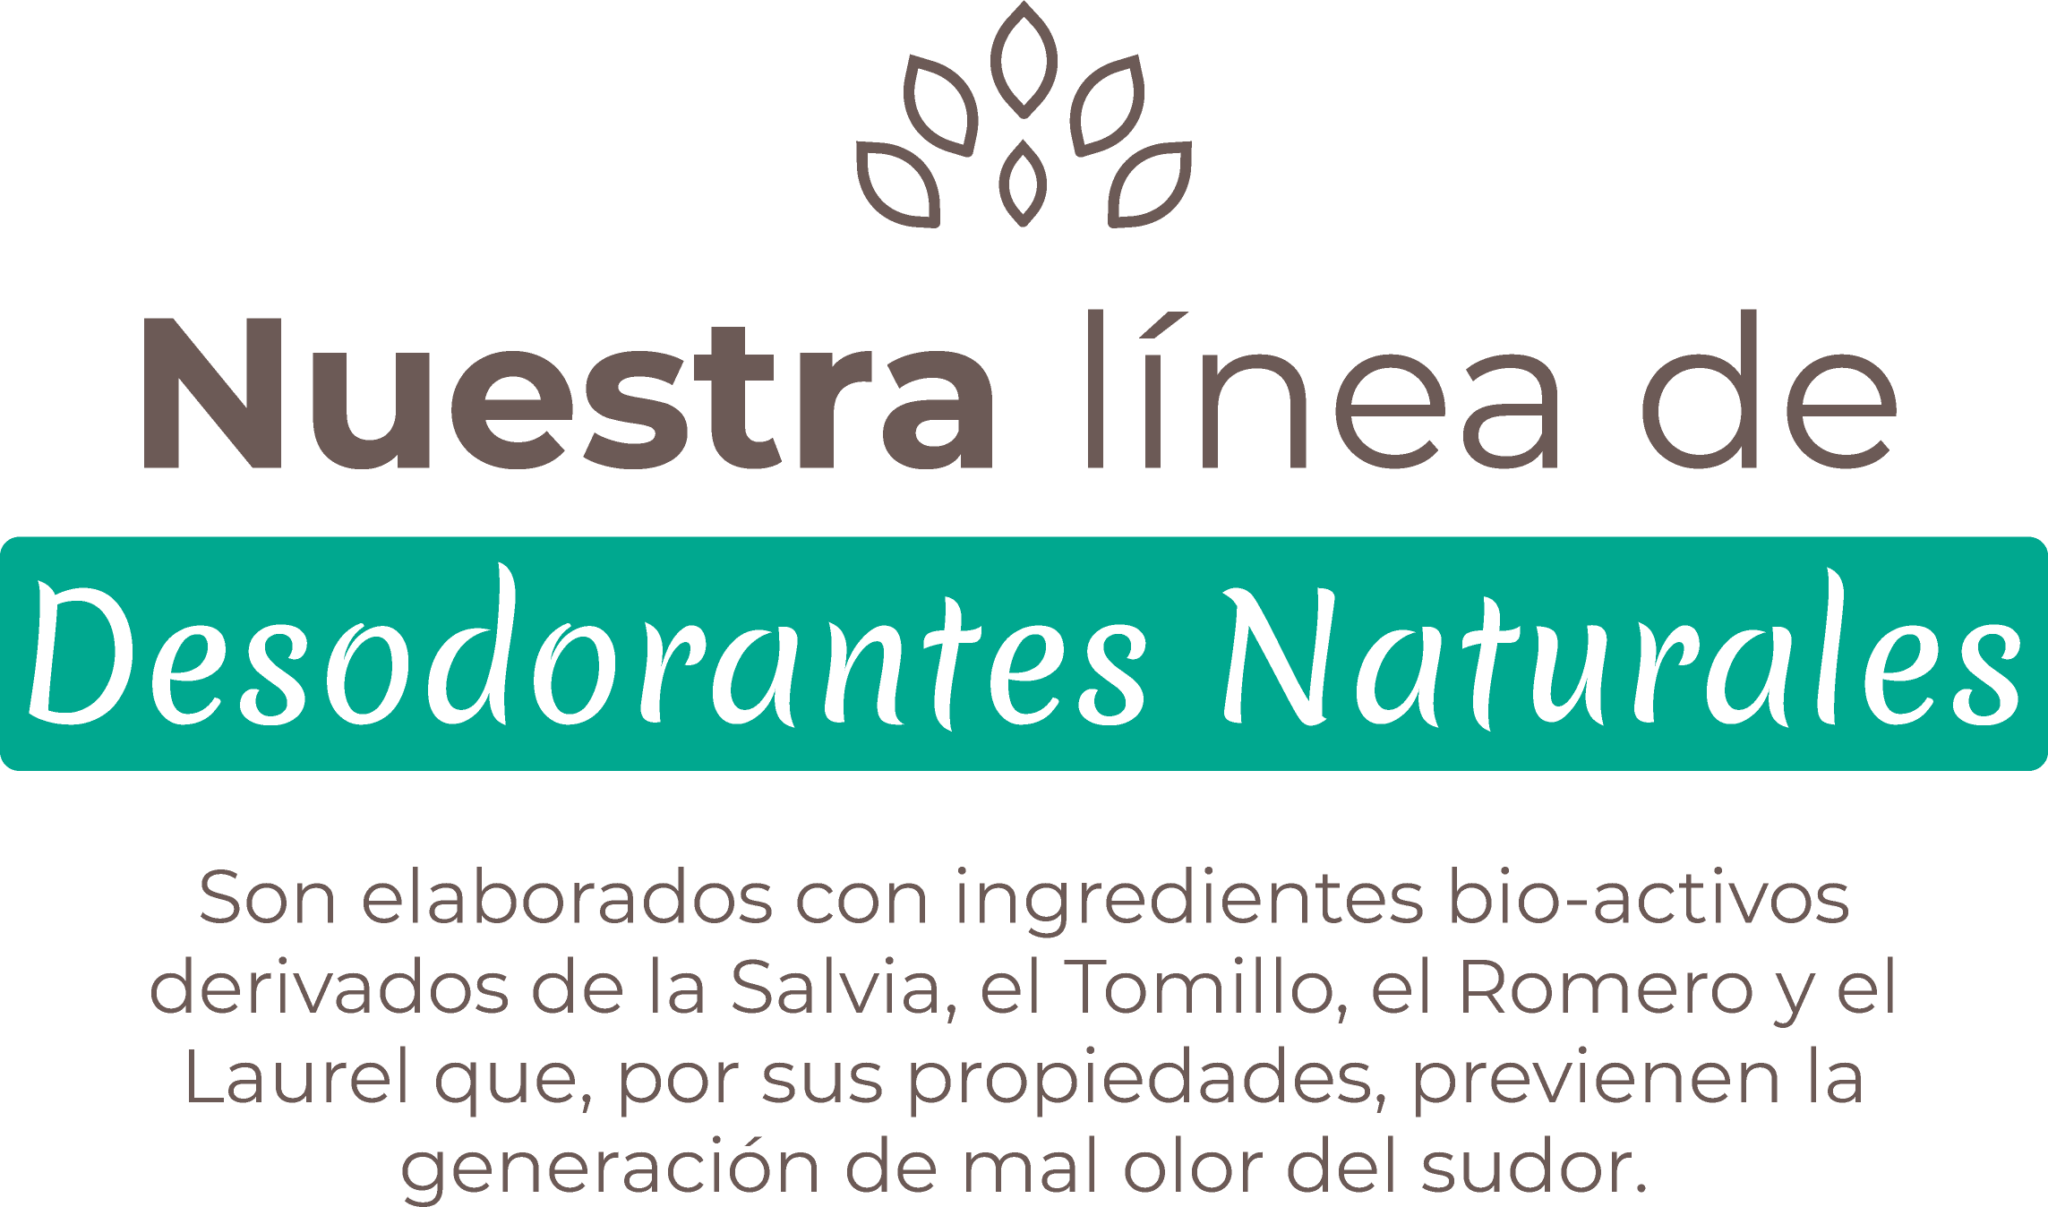 Nuestra línea de
Desodorantes Naturales
Son elaborados con ingredientes bio-activos
derivados de la Salvia, el Tomillo, el Romero y el
Laurel que, por sus propiedades, previenen la
generación de mal olor del sudor.